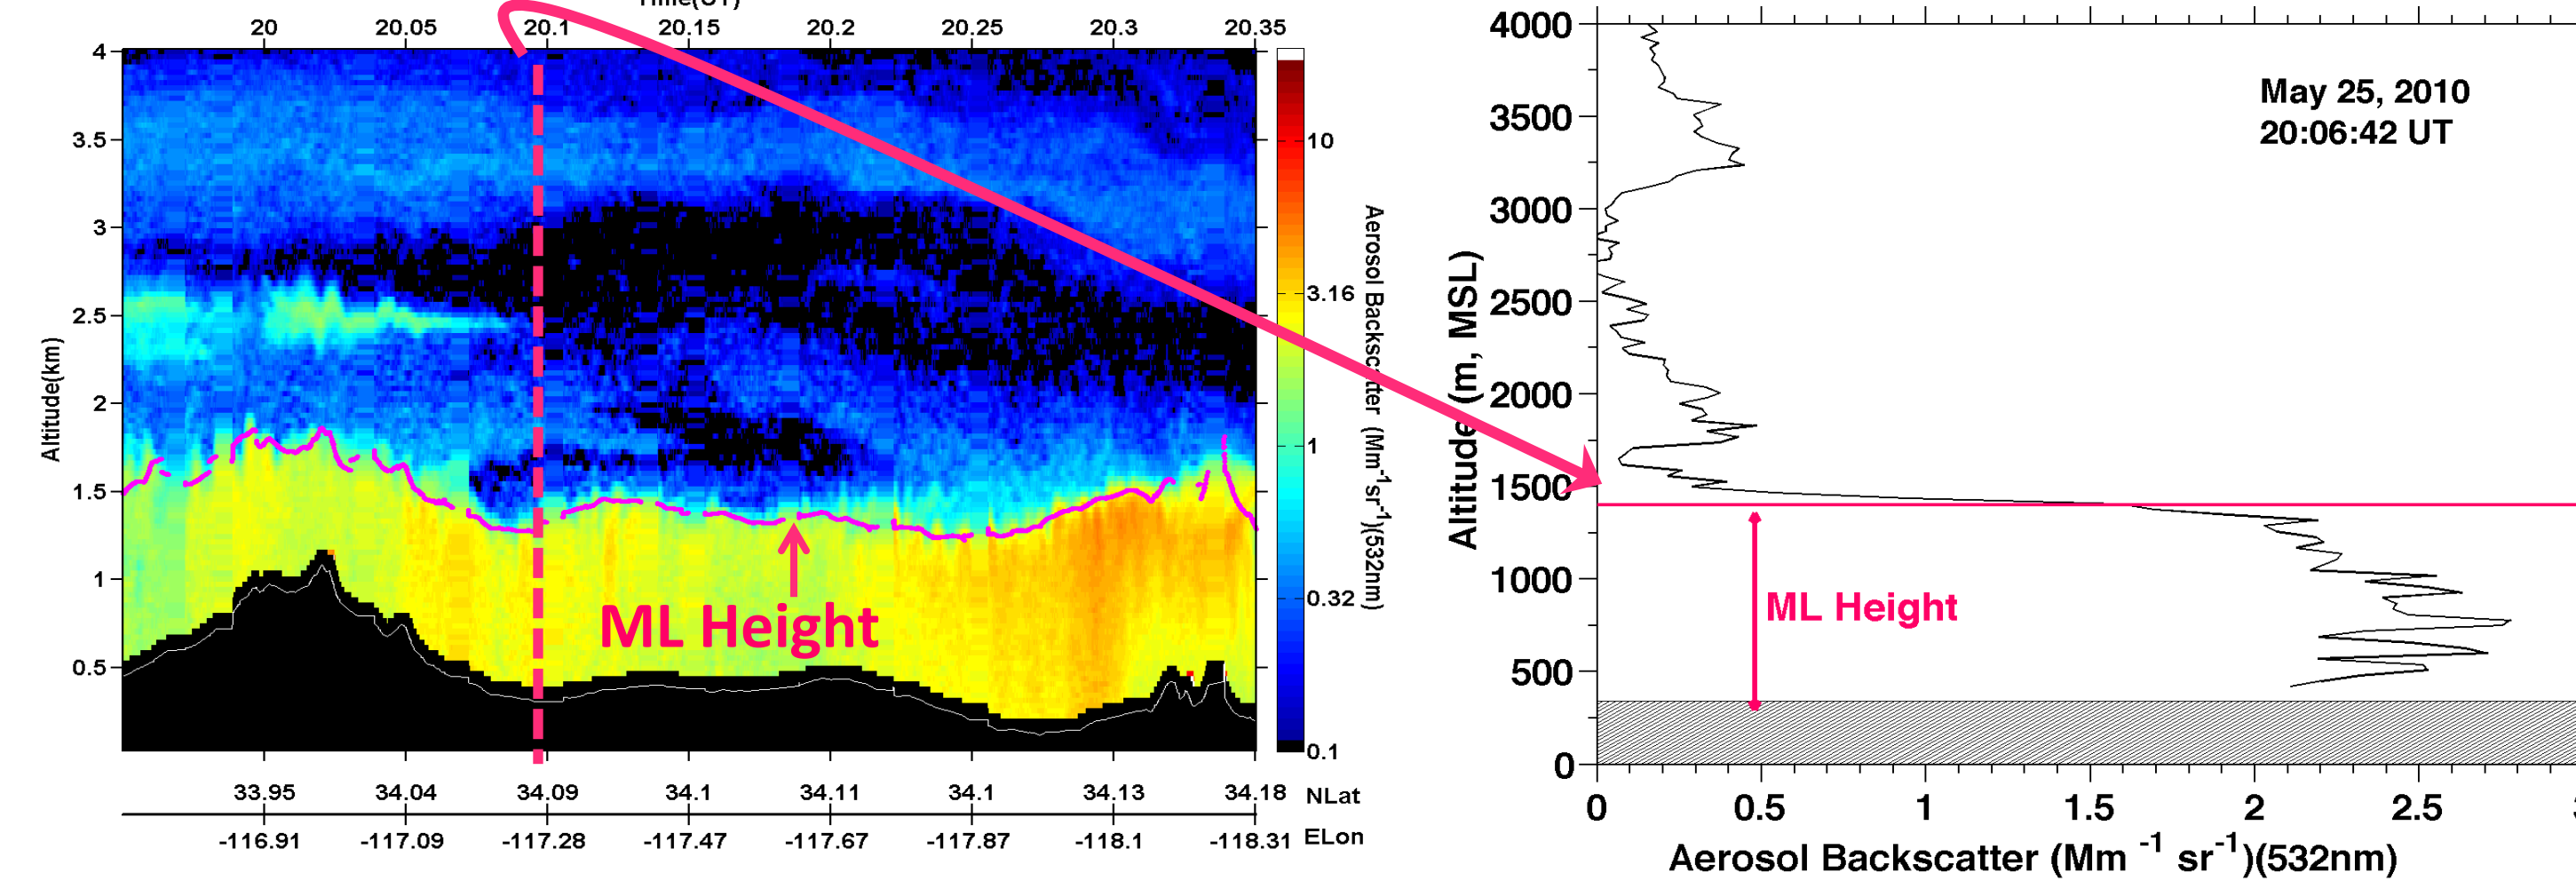 Time(UT)
20 20.05 20.1 20.15 20.2 20.25 20.3 20.35
4
3.5
3
2.5
2
1.5
1
0.5
Altitude(km)
ML Height
10
3.16
1
0.32
0.1
Aerosol Backscatter (Mm⁻¹sr⁻¹)(532nm)
33.95 34.04 34.09 34.1 34.11 34.1 34.13 34.18 NLat
-116.91 -117.09 -117.28 -117.47 -117.67 -117.87 -118.1 -118.31 ELon
4000
3500
3000
2500
2000
1500
1000
500
0
Altitude (m, MSL)
May 25, 2010
20:06:42 UT
ML Height
0 0.5 1 1.5 2 2.5
Aerosol Backscatter (Mm ⁻¹ sr⁻¹)(532nm)